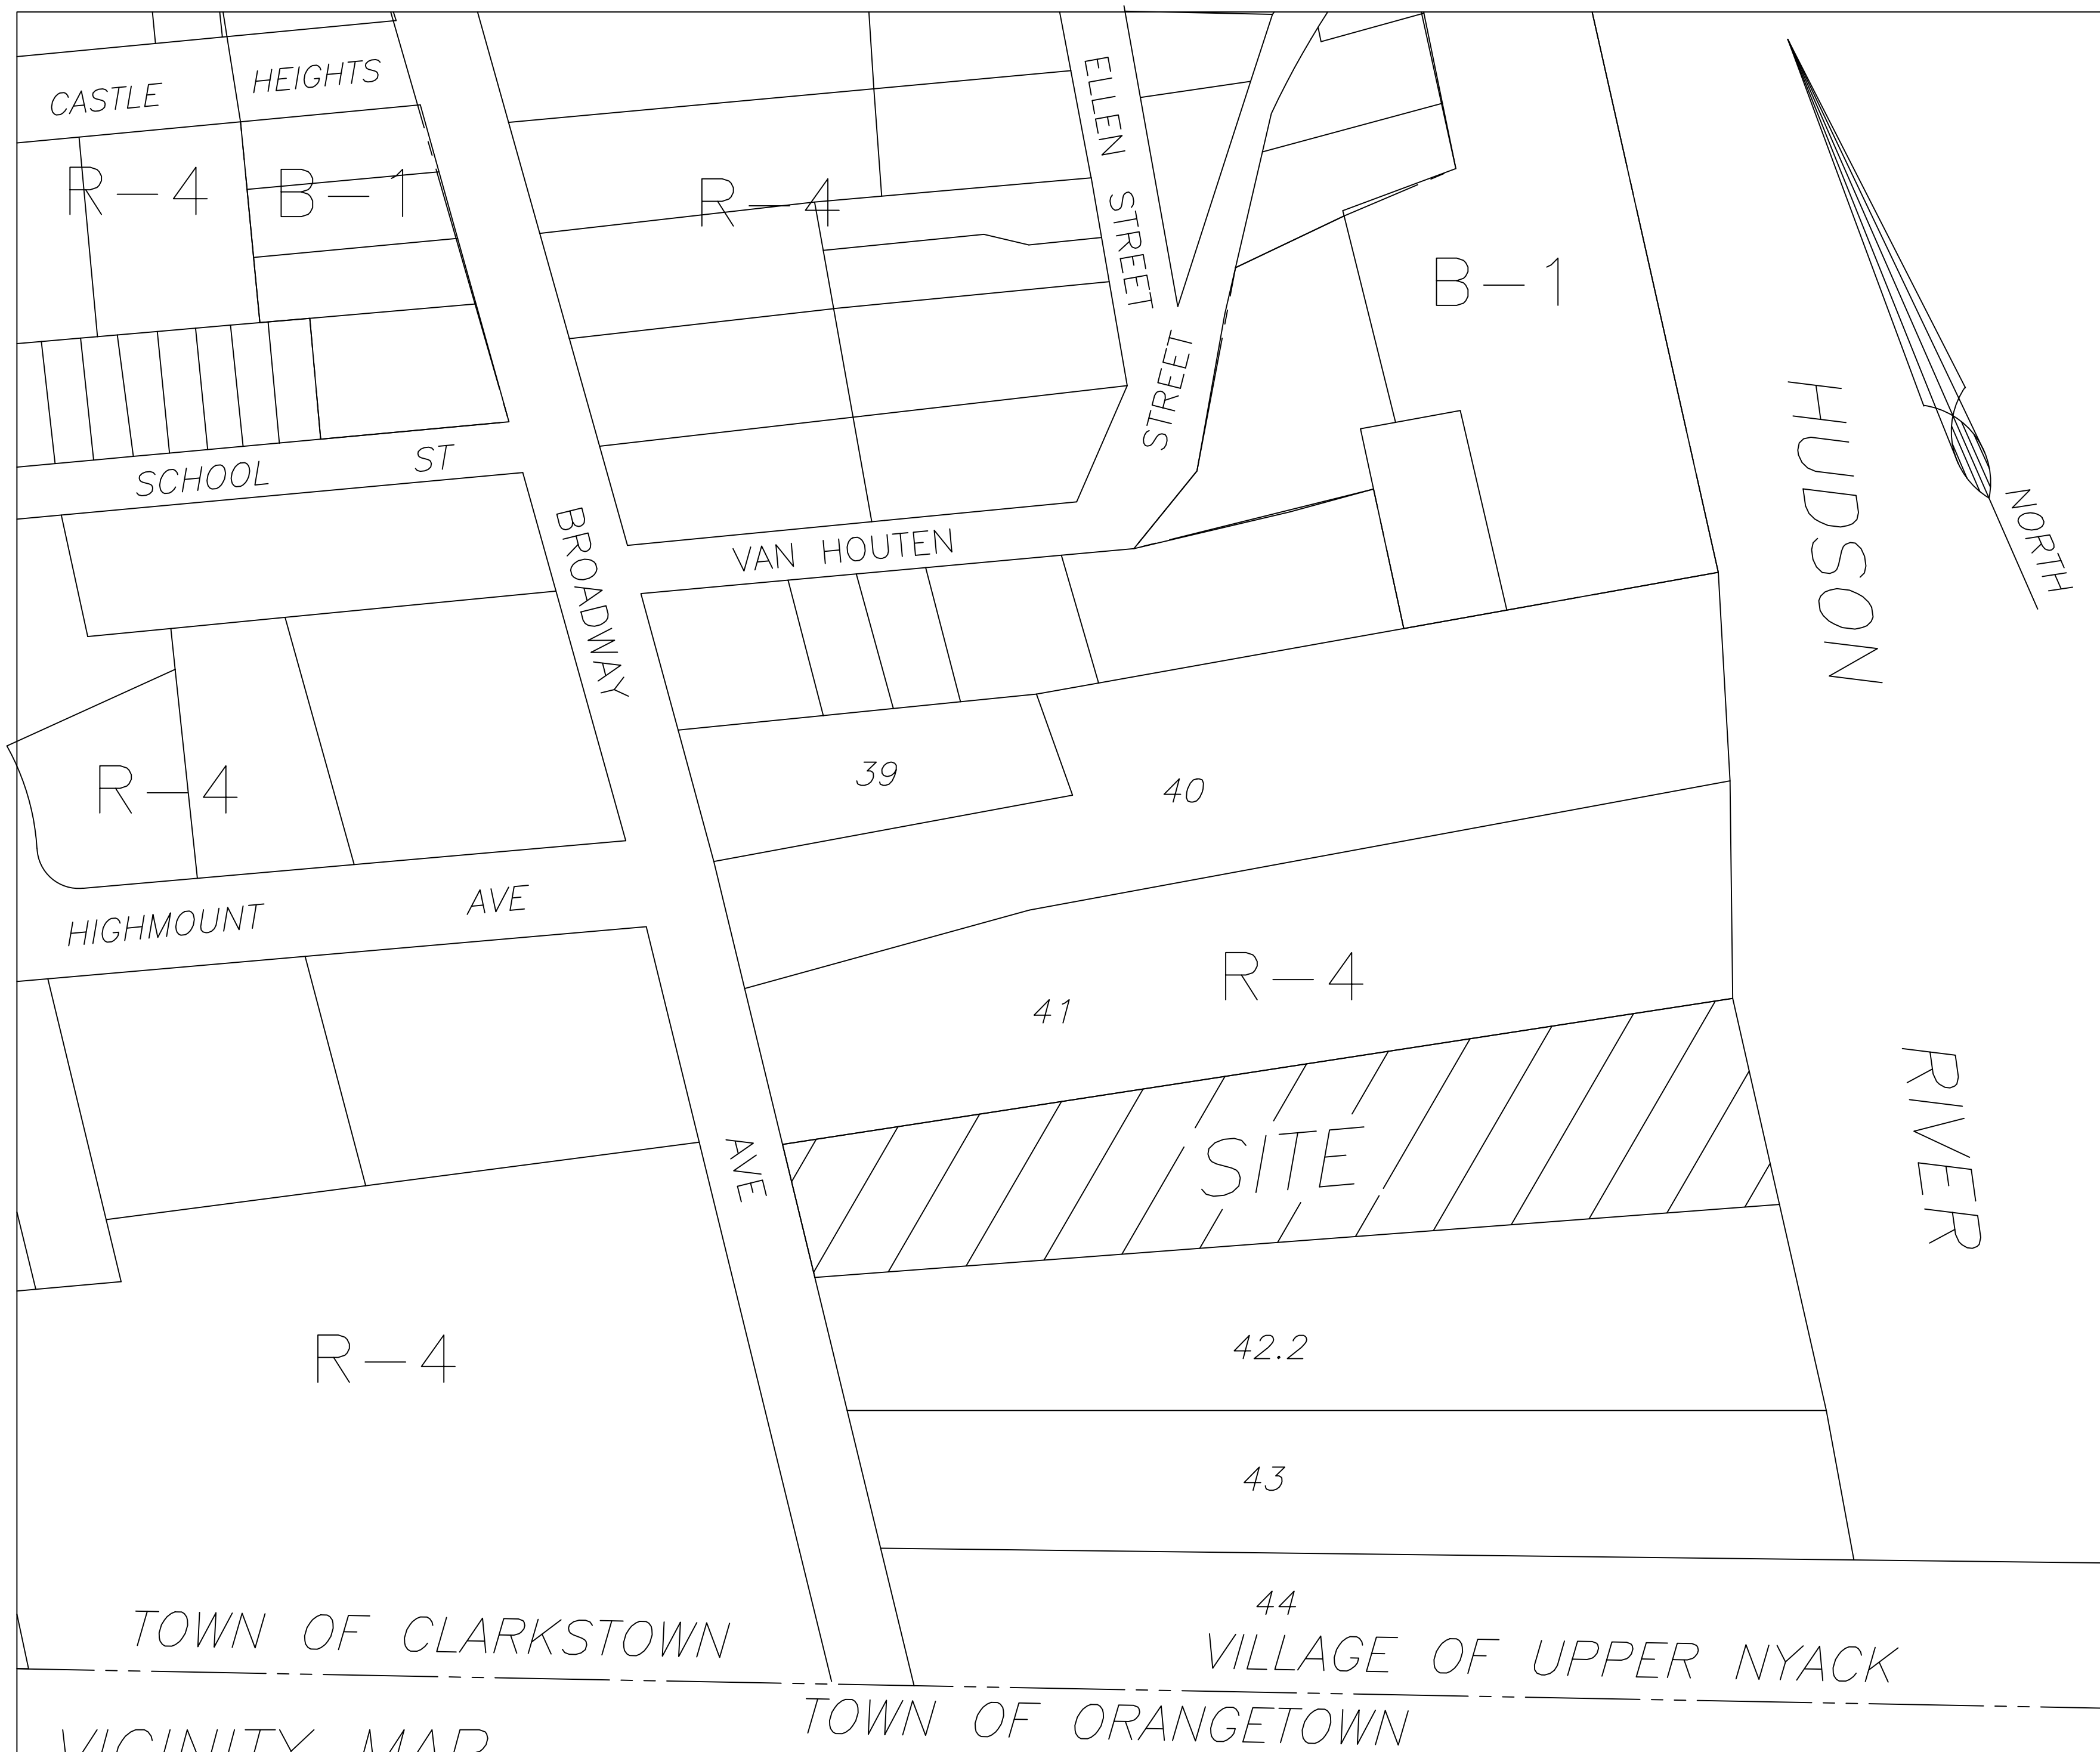 CASTLE HEIGHTS
ELLEN STREET
R-4
B-1
R-4
B-1
STREET
SCHOOL ST
HUDSON
NORTH
BROADWAY
VAN HOUTEN
39
40
R-4
HIGHMOUNT AVE
R-4
41
RIVER
SITE
AVE
R-4
42.2
43
44
TOWN OF CLARKSTOWN
VILLAGE OF UPPER NYACK
TOWN OF ORANGETOWN
VICINITY MAP